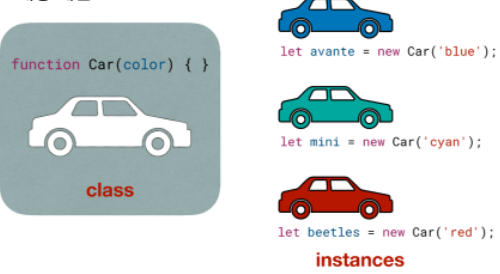 function Car(color) { }
class
let avante = new Car('blue');
let mini = new Car('cyan');
let beetles = new Car('red');
instances